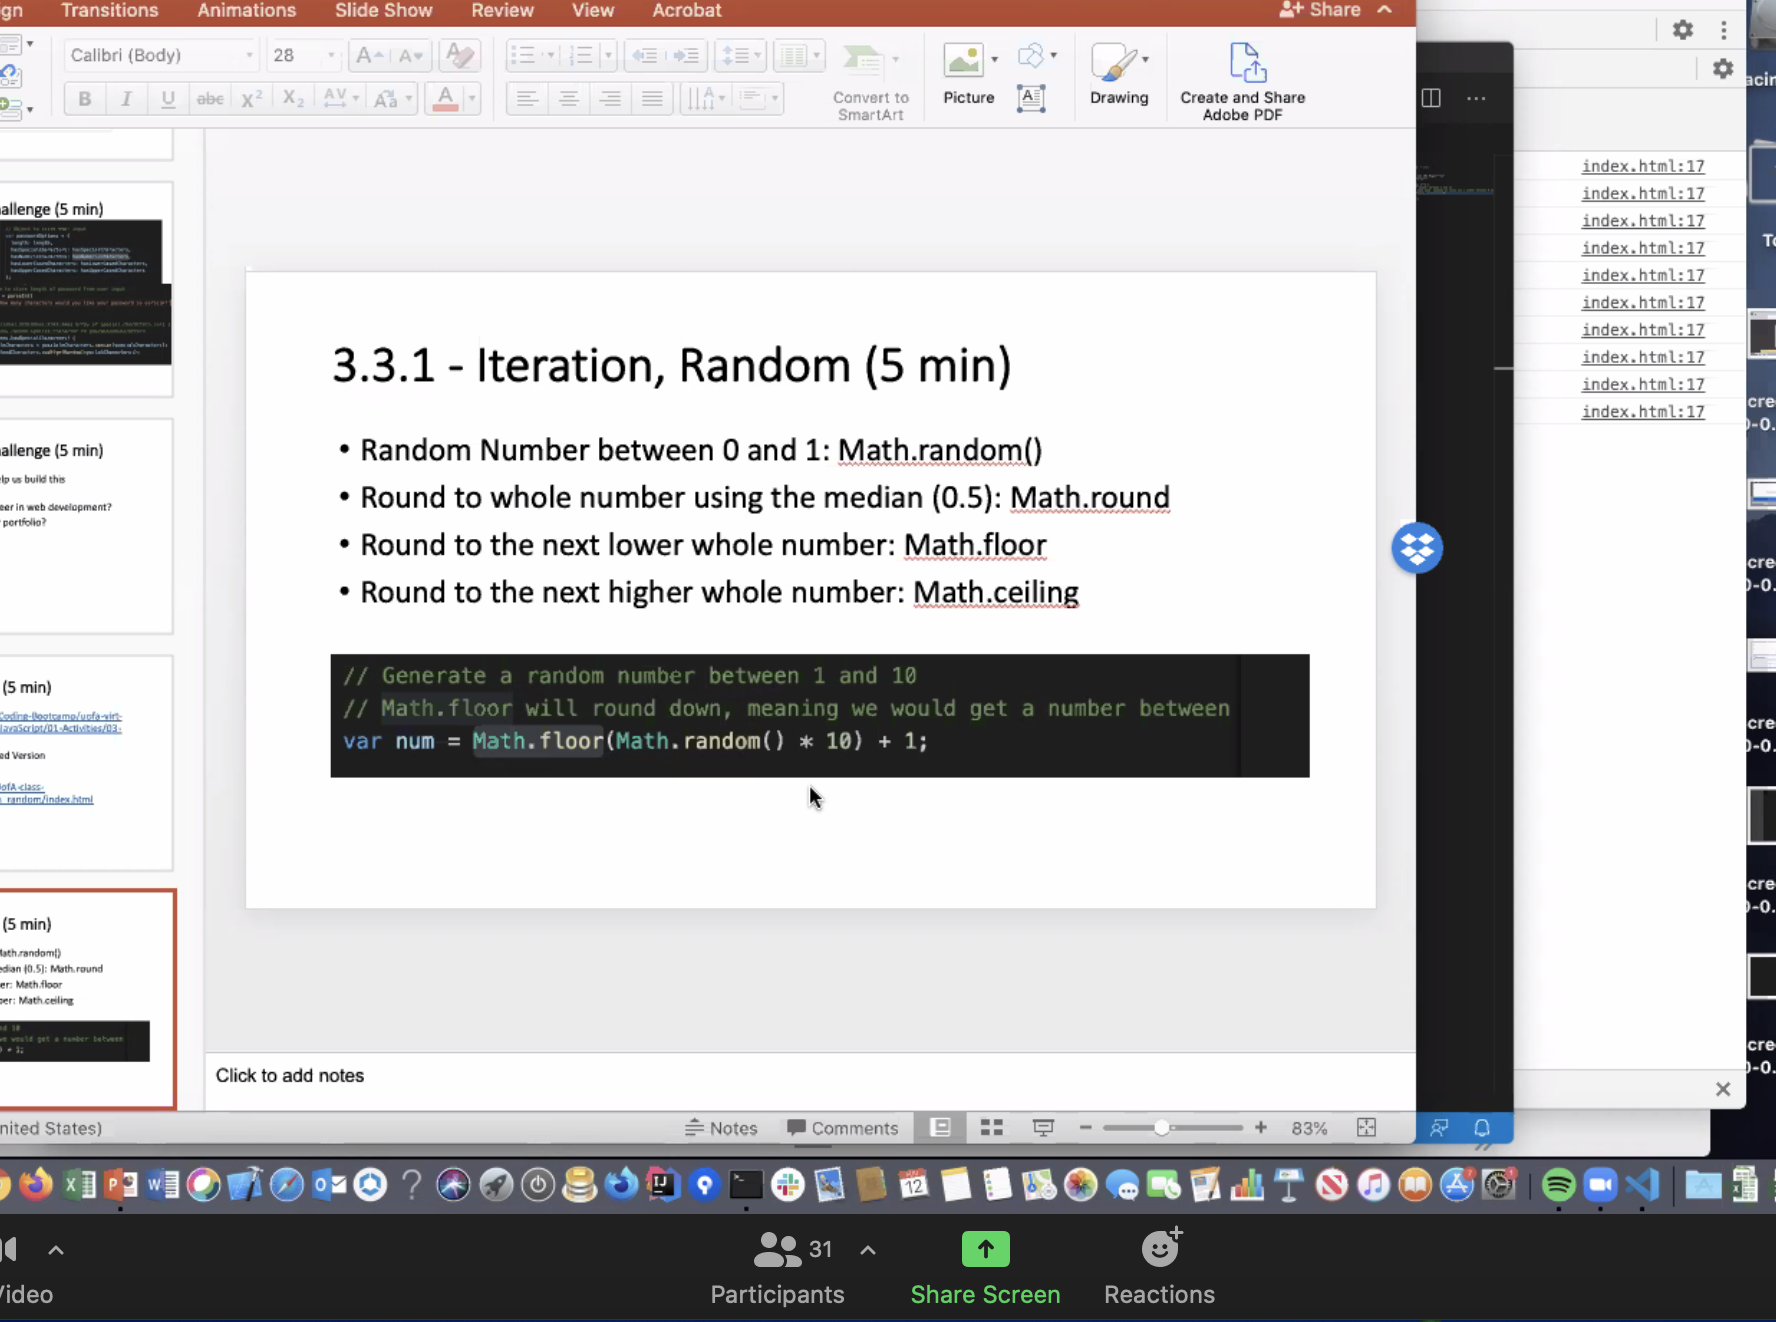 Transitions Animations Slide Show Review View Acrobat Share
Calibri (Body) 28
Convert to SmartArt
Picture
Drawing
Create and Share Adobe PDF
allenge (5 min)
allenge (5 min)
elp us build this
eer in web development?
portfolio?
(5 min)
Coding-Bootcamp/uofa-virt-
JavaScript/01-Activities/03-
ed Version
UofA-class-
random/index.html
(5 min)
Math.random()
edian (0.5): Math.round
er: Math.floor
ber: Math.ceiling
3.3.1 - Iteration, Random (5 min)
• Random Number between 0 and 1: Math.random()
• Round to whole number using the median (0.5): Math.round
• Round to the next lower whole number: Math.floor
• Round to the next higher whole number: Math.ceiling
// Generate a random number between 1 and 10
// Math.floor will round down, meaning we would get a number between
var num = Math.floor(Math.random() * 10) + 1;
index.html:17
index.html:17
index.html:17
index.html:17
index.html:17
index.html:17
index.html:17
index.html:17
index.html:17
index.html:17
Click to add notes
nited States)
Notes Comments 83%
Video
31
Participants
Share Screen
Reactions